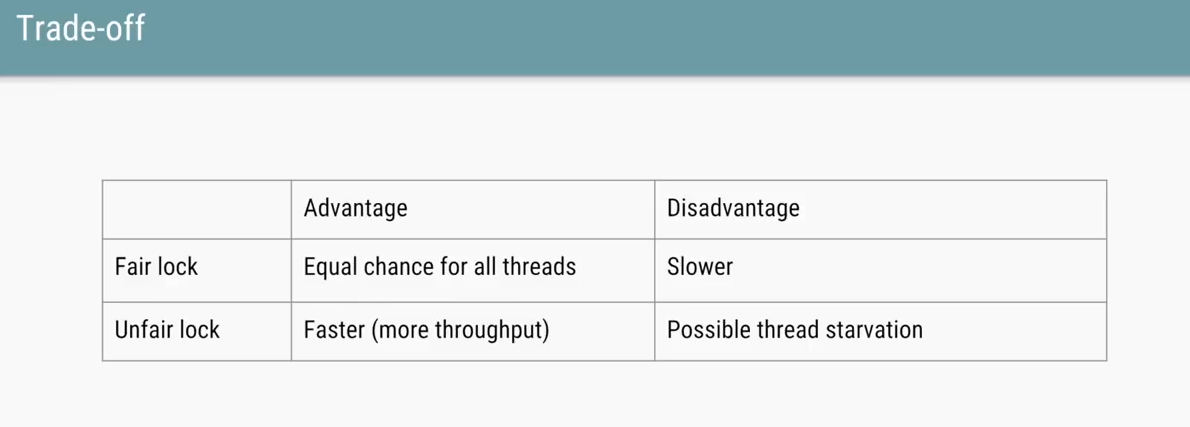 Trade-off
Advantage Disadvantage
Fair lock Equal chance for all threads Slower
Unfair lock Faster (more throughput) Possible thread starvation